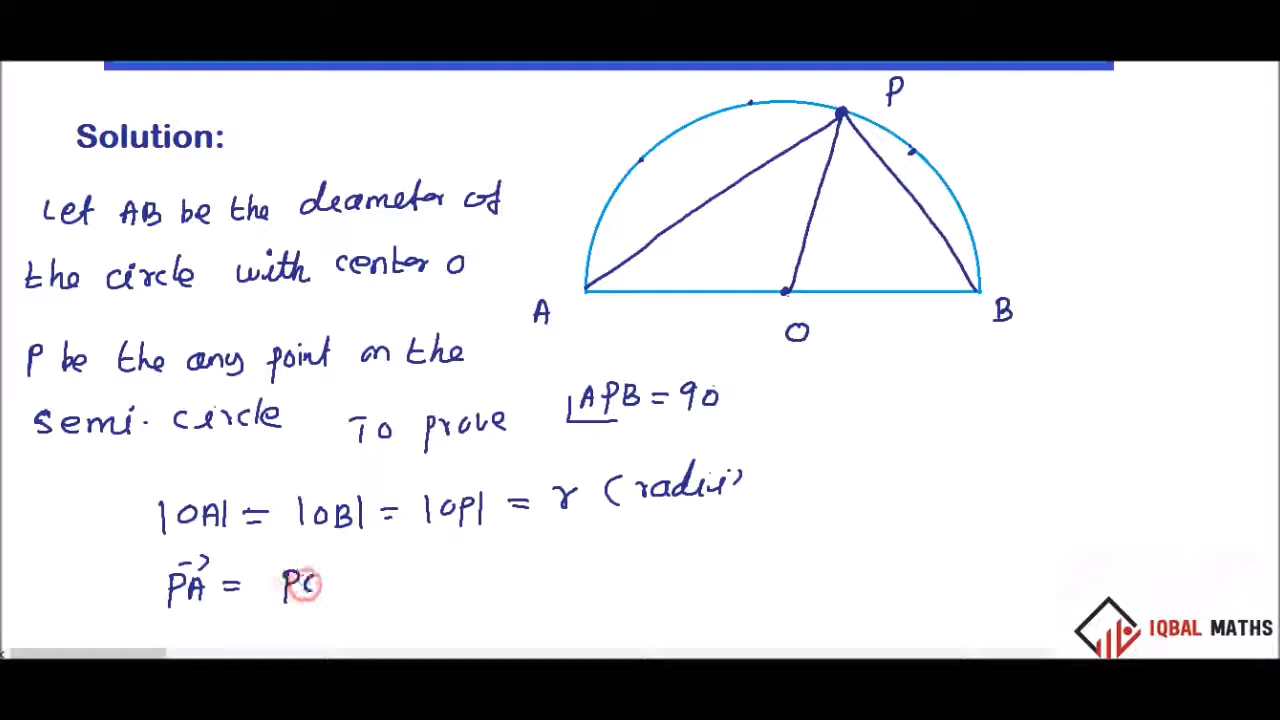 Solution:
Let AB be the deameter of
the circle with center O
P be the any point on the
semi-circle To prove ∠APB = 90
|OA| = |OB| = |OP| = r (radius)
PA→ = PO
P
A
O
B
IQBAL MATHS